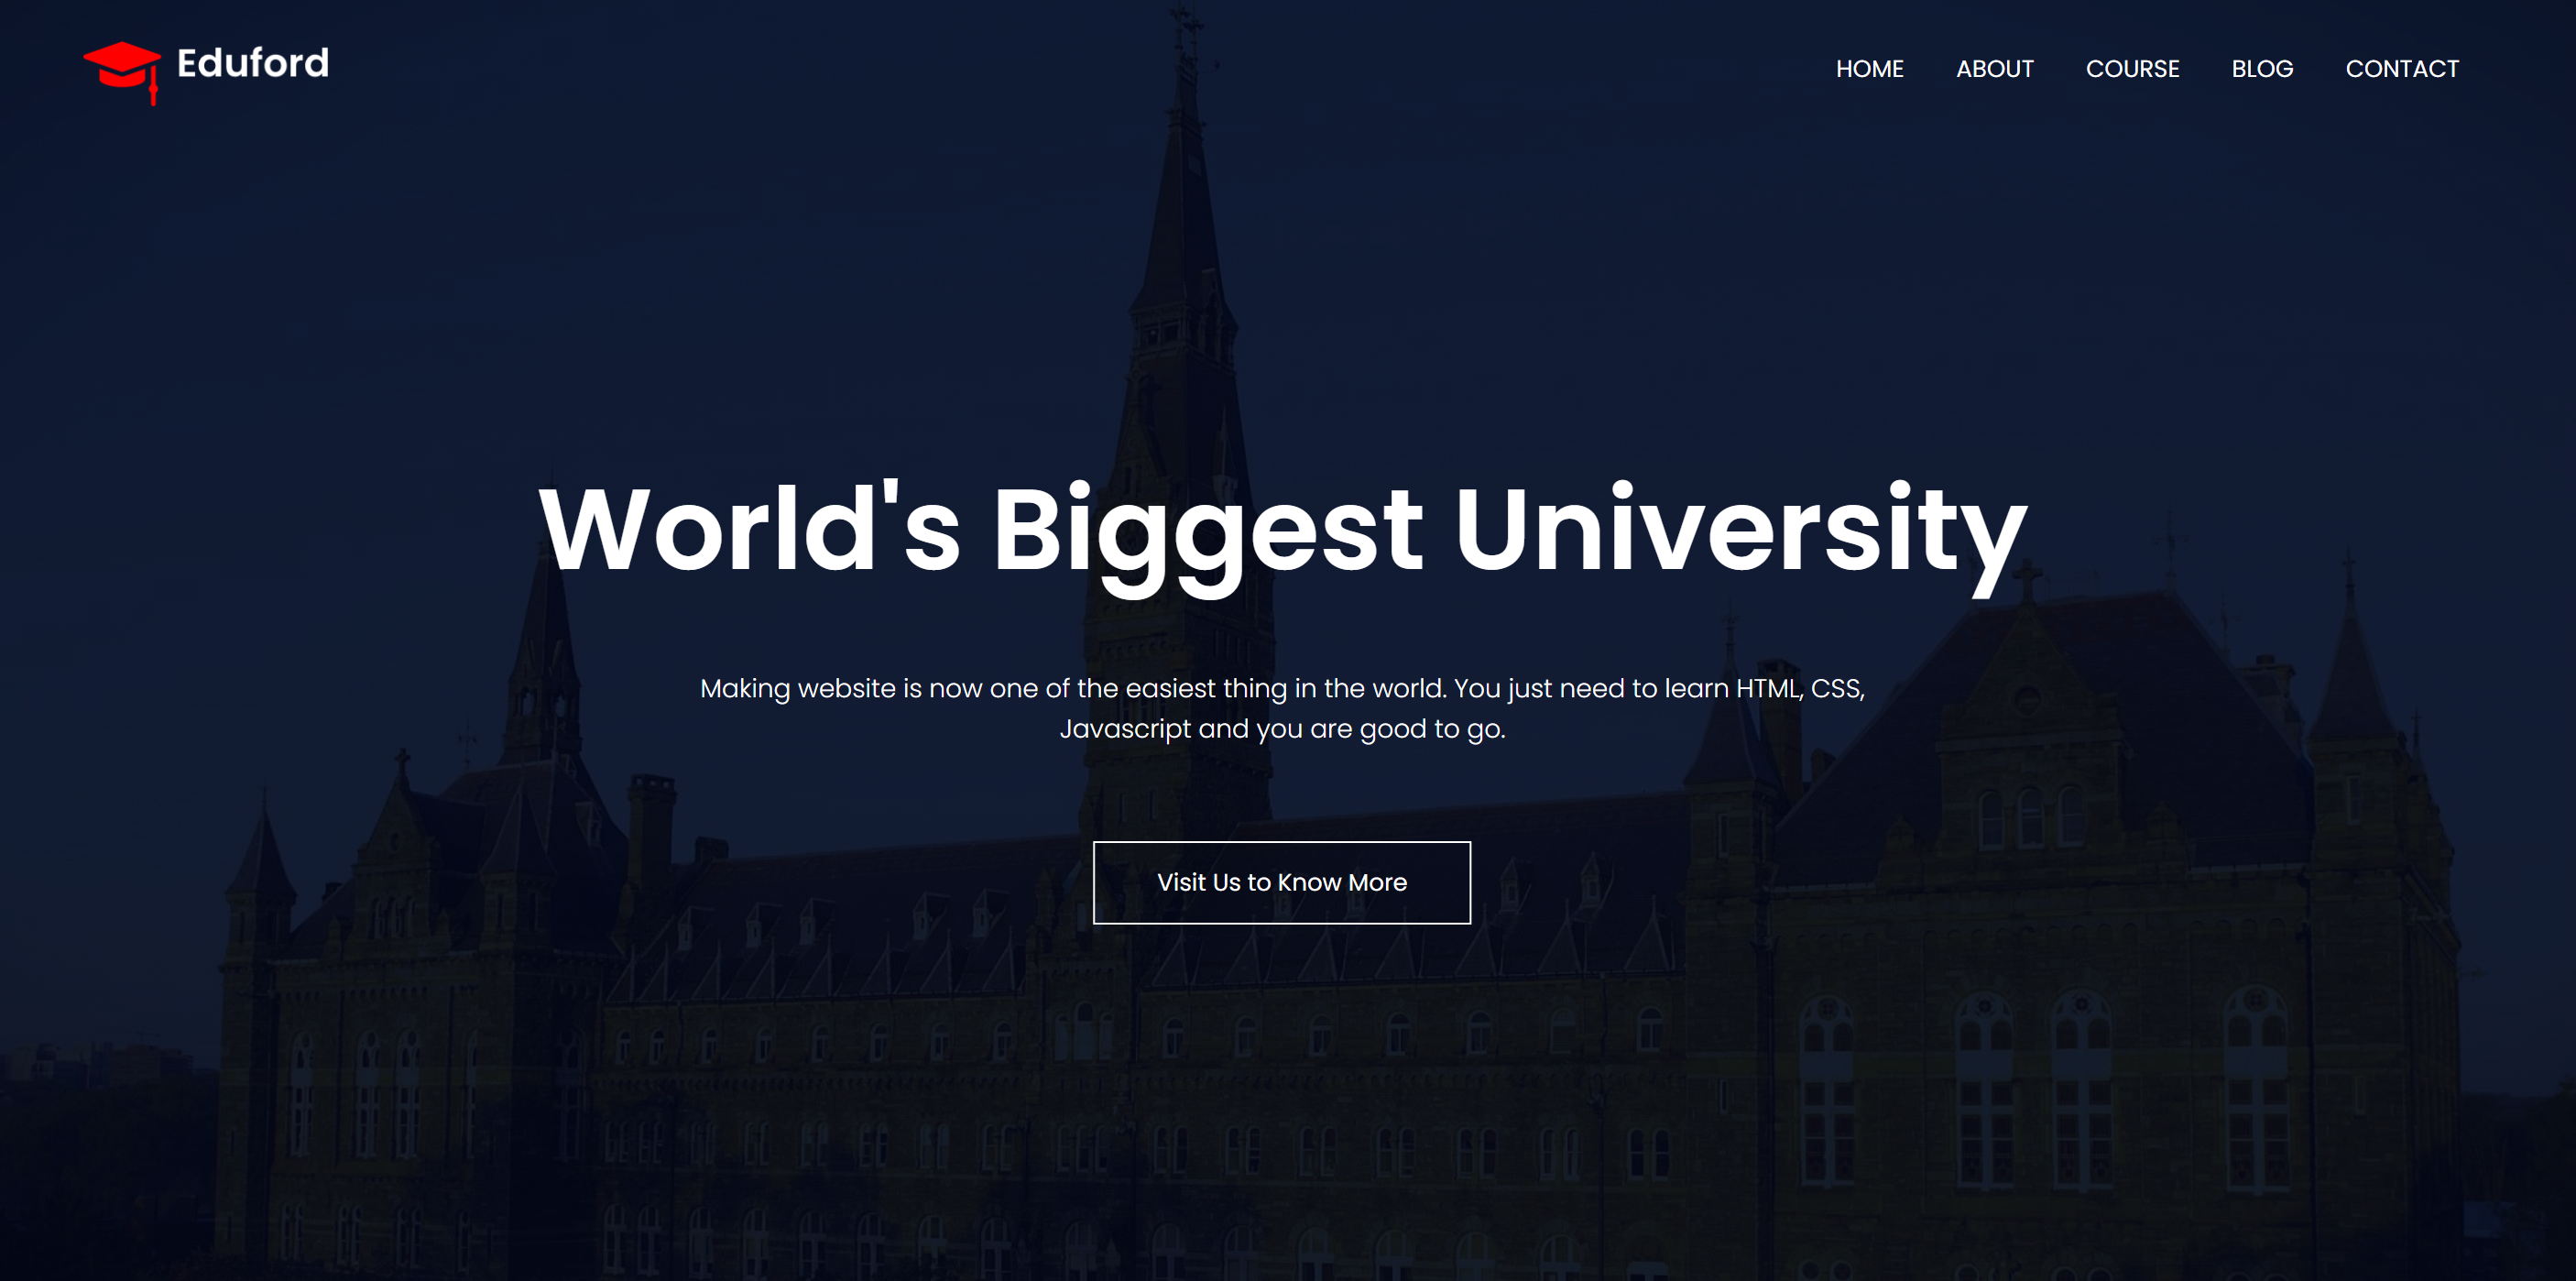 Eduford
HOME ABOUT COURSE BLOG CONTACT
World's Biggest University
Making website is now one of the easiest thing in the world. You just need to learn HTML, CSS,
Javascript and you are good to go.
Visit Us to Know More